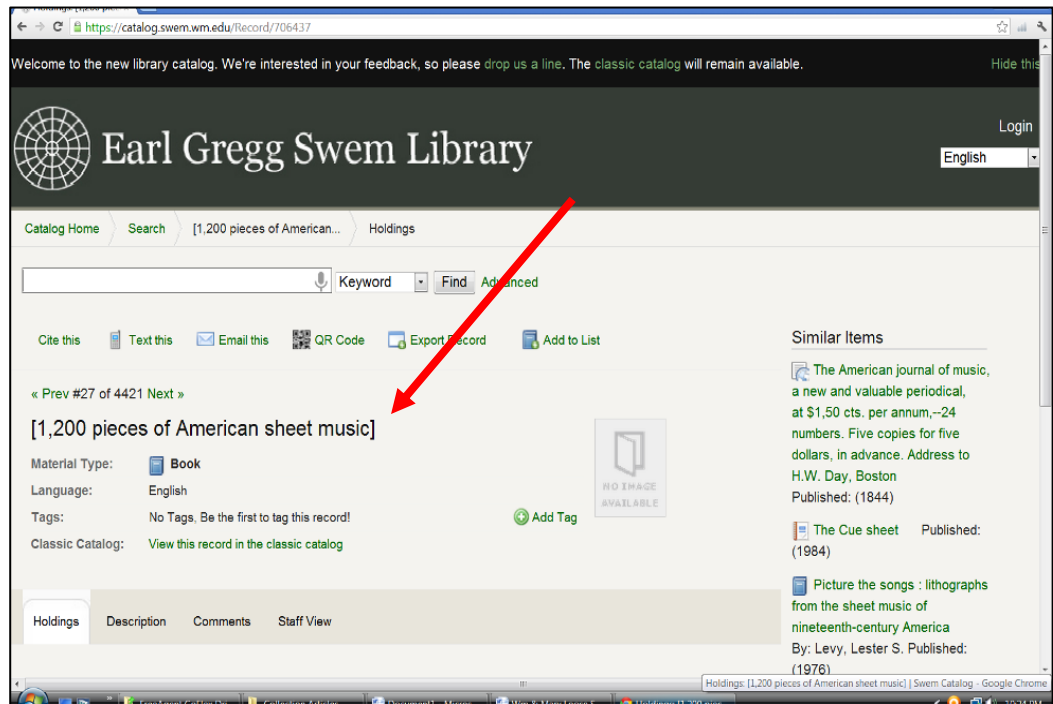 https://catalog.swem.wm.edu/Record/706437
Welcome to the new library catalog. We're interested in your feedback, so please drop us a line. The classic catalog will remain available. Hide this
Earl Gregg Swem Library
Login
English
Catalog Home Search [1,200 pieces of American... Holdings
Keyword Find Advanced
Cite this Text this Email this QR Code Export Record Add to List
« Prev #27 of 4421 Next »
[1,200 pieces of American sheet music]
Material Type: Book
Language: English
Tags: No Tags, Be the first to tag this record! Add Tag
Classic Catalog: View this record in the classic catalog
NO IMAGE
AVAILABLE
Holdings Description Comments Staff View
Similar Items
The American journal of music,
a new and valuable periodical,
at $1,50 cts. per annum,--24
numbers. Five copies for five
dollars, in advance. Address to
H.W. Day, Boston
Published: (1844)
The Cue sheet Published:
(1984)
Picture the songs : lithographs
from the sheet music of
nineteenth-century America
By: Levy, Lester S. Published:
(1976)
Holdings: [1,200 pieces of American sheet music] | Swem Catalog - Google Chrome